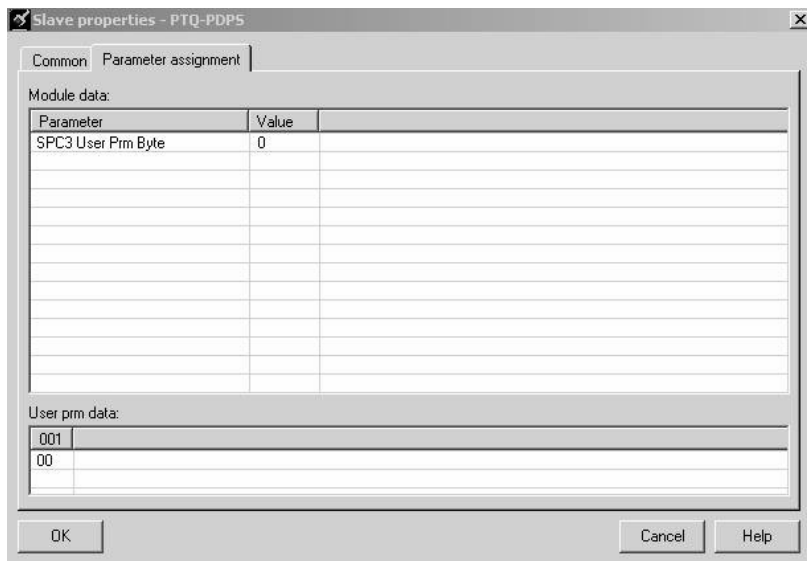 Slave properties - PTQ-PDPS
Common Parameter assignment
Module data:
Parameter Value
SPC3 User Prm Byte 0
User prm data:
001
00
OK Cancel Help